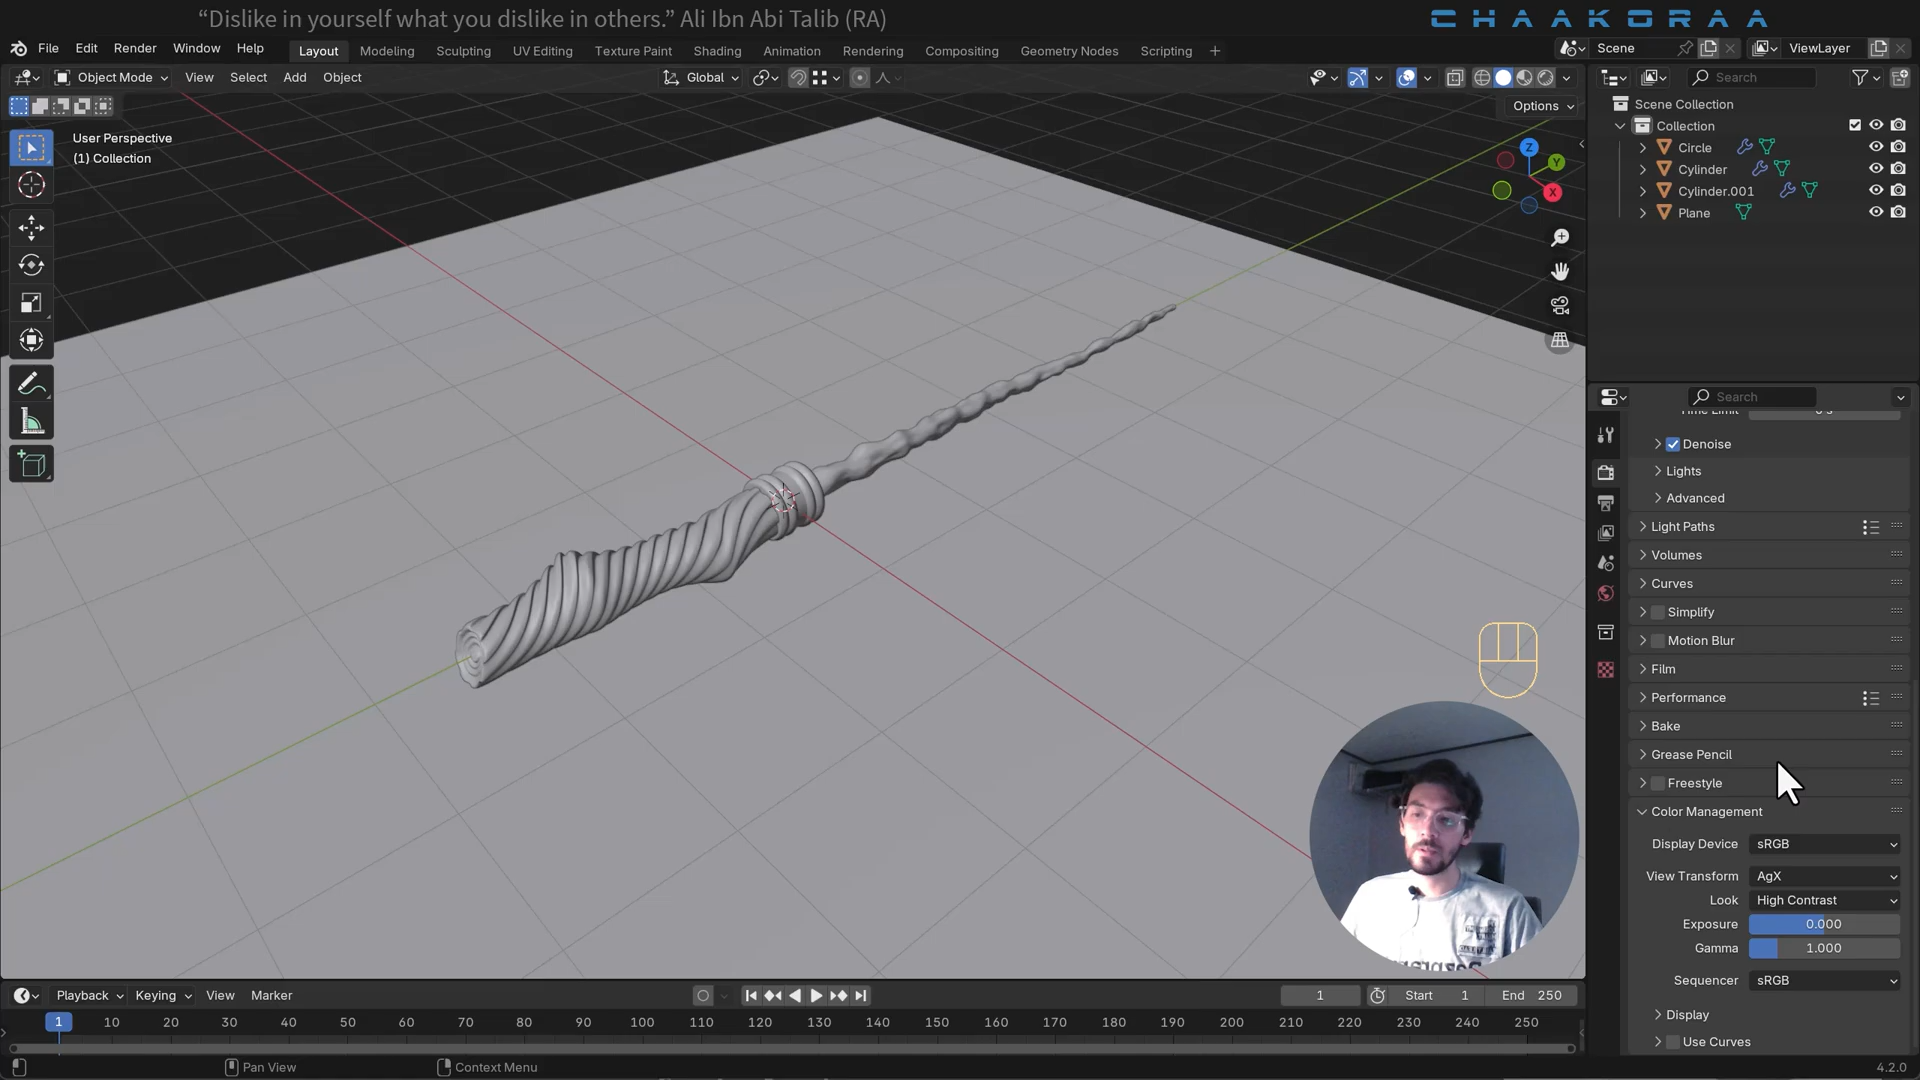 “Dislike in yourself what you dislike in others.” Ali Ibn Abi Talib (RA)
CHAAKORAA
File Edit Render Window Help
Layout Modeling Sculpting UV Editing Texture Paint Shading Animation Rendering Compositing Geometry Nodes Scripting +
Scene
ViewLayer
Object Mode View Select Add Object
Global
Search
Options
User Perspective
(1) Collection
Z
Y
X
Scene Collection
Collection
Circle
Cylinder
Cylinder.001
Plane
Search
Time Limit 0 s
Denoise
Lights
Advanced
Light Paths
Volumes
Curves
Simplify
Motion Blur
Film
Performance
Bake
Grease Pencil
Freestyle
Color Management
Display Device sRGB
View Transform AgX
Look High Contrast
Exposure 0.000
Gamma 1.000
Sequencer sRGB
Display
Use Curves
Playback Keying View Marker
1 Start 1 End 250
1 10 20 30 40 50 60 70 80 90 100 110 120 130 140 150 160 170 180 190 200 210 220 230 240 250
Pan View
Context Menu
4.2.0